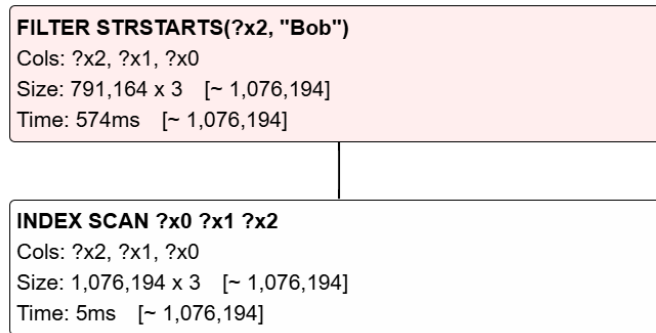 FILTER STRSTARTS(?x2, "Bob")
Cols: ?x2, ?x1, ?x0
Size: 791,164 x 3 [~ 1,076,194]
Time: 574ms [~ 1,076,194]
INDEX SCAN ?x0 ?x1 ?x2
Cols: ?x2, ?x1, ?x0
Size: 1,076,194 x 3 [~ 1,076,194]
Time: 5ms [~ 1,076,194]